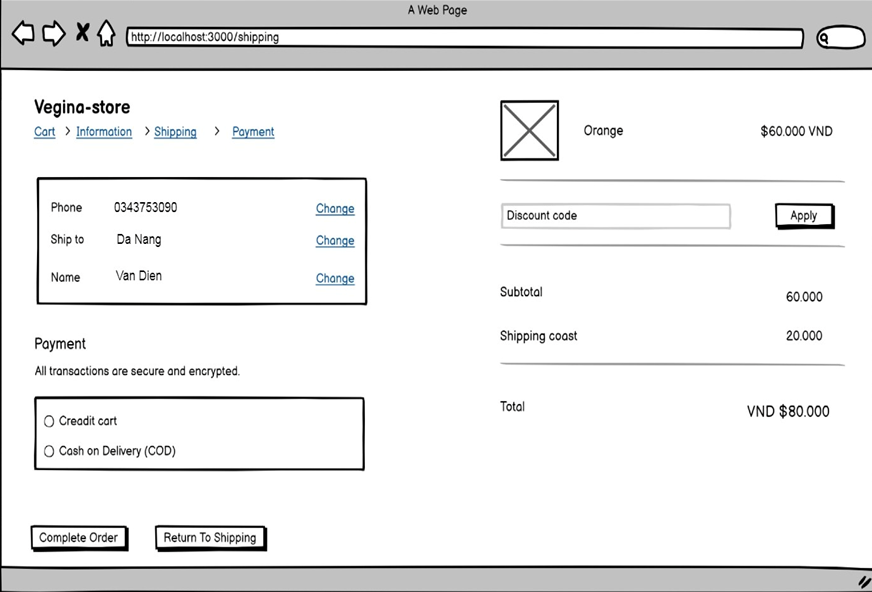 A Web Page
http://localhost:3000/shipping
Vegina-store
Cart > Information > Shipping > Payment
Phone 0343753090 Change
Ship to Da Nang Change
Name Van Dien Change
Payment
All transactions are secure and encrypted.
Creadit cart
Cash on Delivery (COD)
Complete Order Return To Shipping
Orange $60.000 VND
Discount code Apply
Subtotal 60.000
Shipping coast 20.000
Total VND $80.000